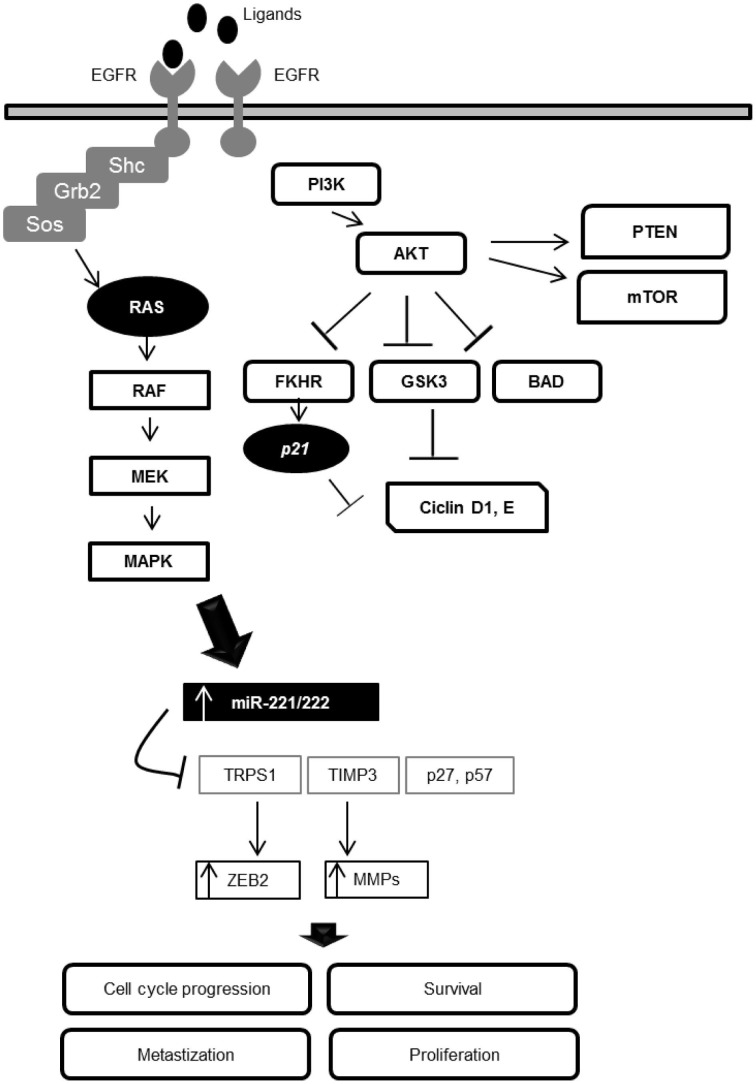 Ligands
EGFR
EGFR
Shc
Grb2
Sos
PI3K
AKT
PTEN
mTOR
RAS
RAF
MEK
MAPK
FKHR
GSK3
BAD
p21
Ciclin D1, E
miR-221/222
TRPS1
TIMP3
p27, p57
ZEB2
MMPs
Cell cycle progression
Survival
Metastization
Proliferation